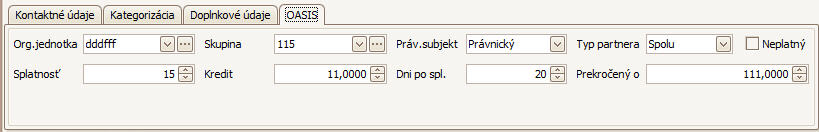 Kontaktné údaje Kategorizácia Doplnkové údaje OASIS
Org.jednotka dddfff Skupina 115 Práv.subjekt Právnický Typ partnera Spolu Neplatný
Splatnosť 15 Kredit 11,0000 Dni po spl. 20 Prekročený o 111,0000